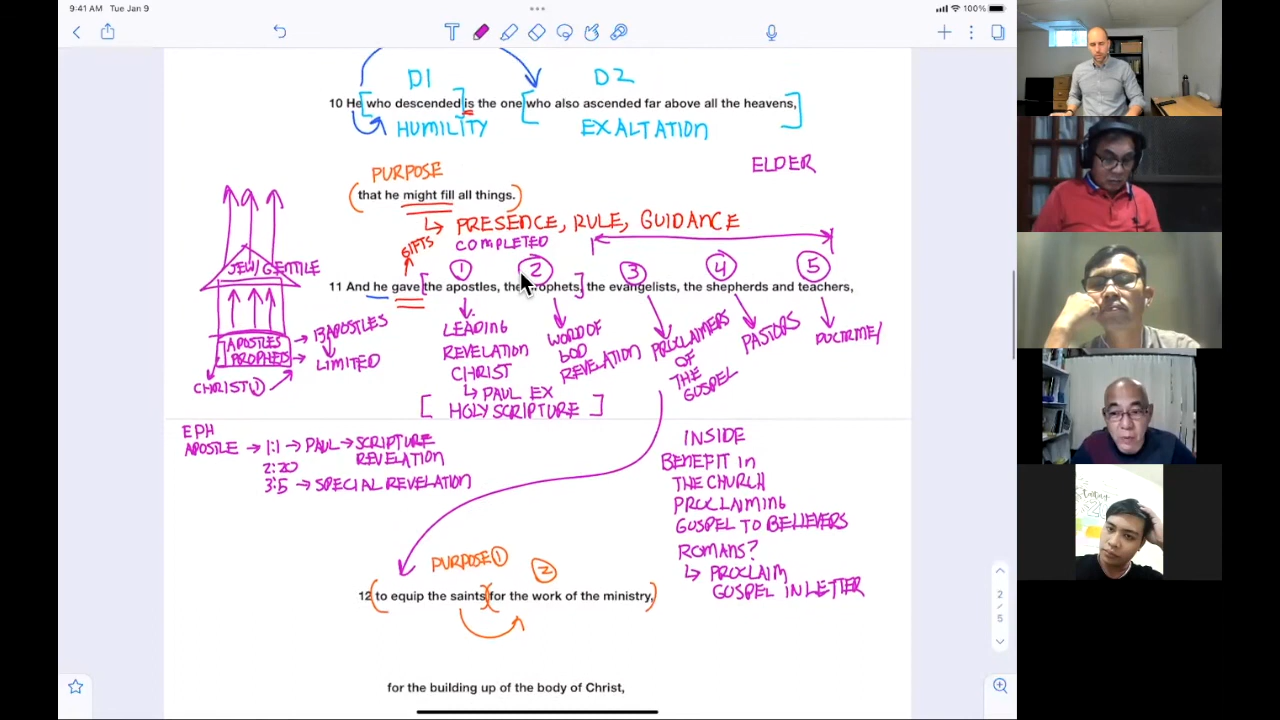 9:41 AM Tue Jan 9
100%
D1
D2
10 He who descended is the one who also ascended far above all the heavens,
HUMILITY
EXALTATION
PURPOSE
ELDER
that he might fill all things.
PRESENCE, RULE, GUIDANCE
GIFTS
COMPLETED
JEW/GENTILE
1 2 3 4 5
11 And he gave the apostles, the prophets, the evangelists, the shepherds and teachers,
APOSTLES
PROPHETS
13 APOSTLES
LIMITED
CHRIST 1
LEADING
REVELATION
CHRIST
PAUL EX
[ HOLY SCRIPTURE ]
WORD OF
GOD
REVELATION
PROCLAIMERS
OF
THE
GOSPEL
PASTORS
DOCTRINE/
EPH
APOSTLE → 1:1 → PAUL → SCRIPTURE
REVELATION
2:20
3:5 → SPECIAL REVELATION
INSIDE
BENEFIT in
THE CHURCH
PROCLAIMING
GOSPEL TO BELIEVERS
ROMANS?
PROCLAIM
GOSPEL IN LETTER
PURPOSE 1
2
12 to equip the saints for the work of the ministry,
for the building up of the body of Christ,
2
/
5